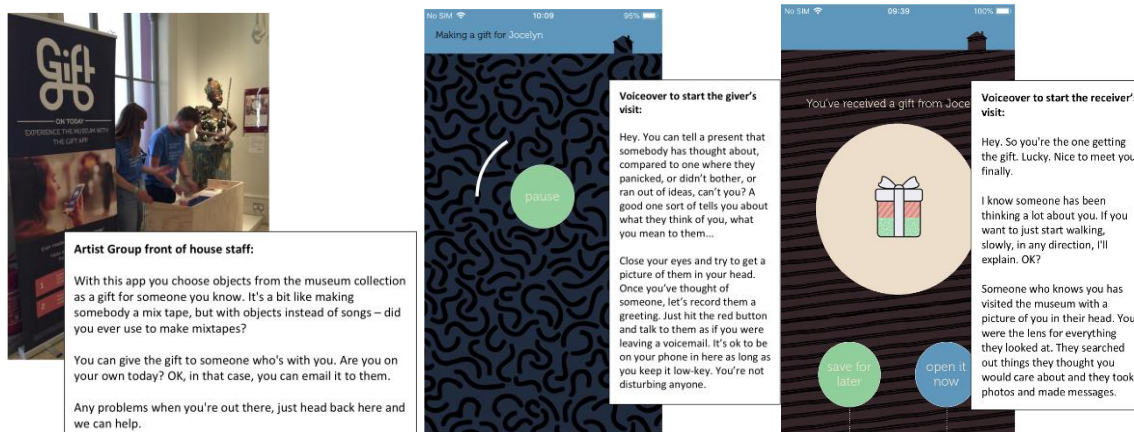 Gift
ON TODAY
EXPERIENCE THE MUSEUM WITH
THE GIFT APP
Artist Group front of house staff:
With this app you choose objects from the museum collection
as a gift for someone you know. It's a bit like making
somebody a mix tape, but with objects instead of songs – did
you ever use to make mixtapes?
You can give the gift to someone who's with you. Are you on
your own today? OK, in that case, you can email it to them.
Any problems when you're out there, just head back here and
we can help.
No SIM 10:09 95%
Making a gift for Jocelyn
pause
Voiceover to start the giver's
visit:
Hey. You can tell a present that
somebody has thought about,
compared to one where they
panicked, or didn't bother, or
ran out of ideas, can't you? A
good one sort of tells you about
what they think of you, what
you mean to them...
Close your eyes and try to get a
picture of them in your head.
Once you've thought of
someone, let's record them a
greeting. Just hit the red button
and talk to them as if you were
leaving a voicemail. It's ok to be
on your phone in here as long as
you keep it low-key. You're not
disturbing anyone.
No SIM 09:39 100%
You've received a gift from Joce
save for
later
open it
now
Voiceover to start the receiver's
visit:
Hey. So you're the one getting
the gift. Lucky. Nice to meet you
finally.
I know someone has been
thinking a lot about you. If you
want to just start walking,
slowly, in any direction, I'll
explain. OK?
Someone who knows you has
visited the museum with a
picture of you in their head. You
were the lens for everything
they looked at. They searched
out things they thought you
would care about and they took
photos and made messages.